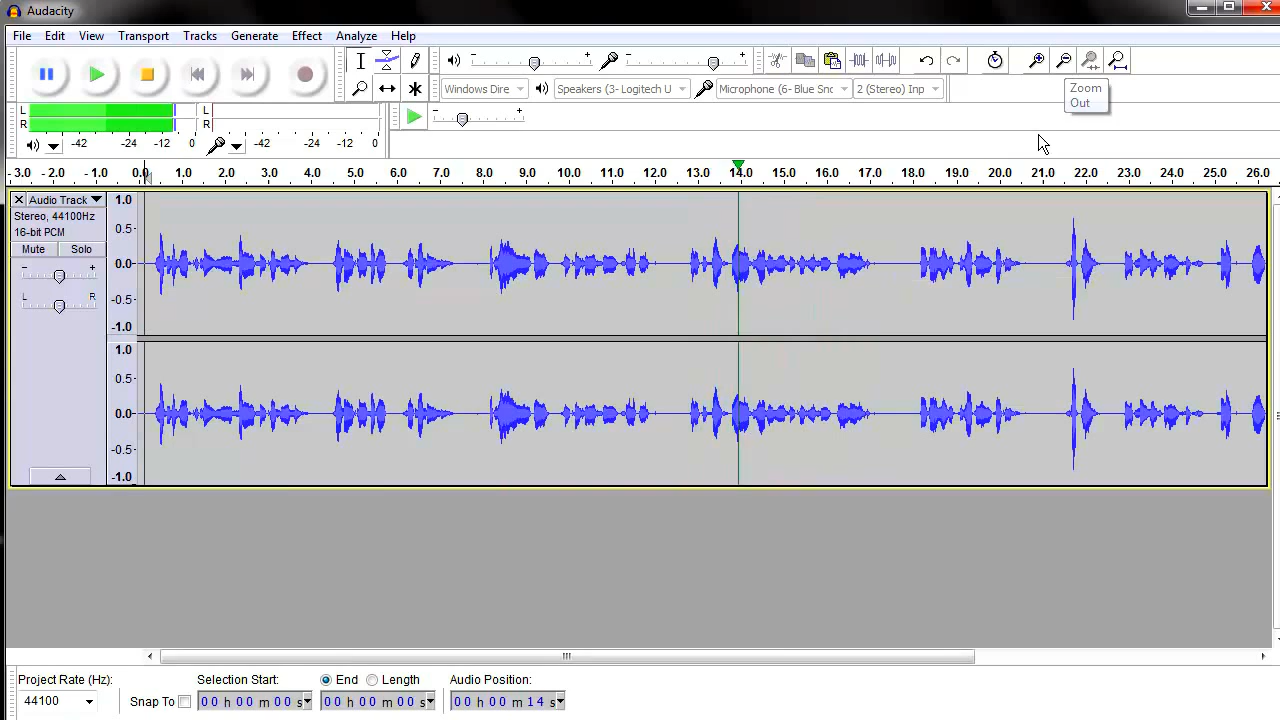 Audacity
File Edit View Transport Tracks Generate Effect Analyze Help
Windows Dire Speakers (3- Logitech U Microphone (6- Blue Snc 2 (Stereo) Inp
Zoom
Out
L L
R R
-42 -24 -12 0 -42 -24 -12 0
- 3.0 - 2.0 - 1.0 0.0 1.0 2.0 3.0 4.0 5.0 6.0 7.0 8.0 9.0 10.0 11.0 12.0 13.0 14.0 15.0 16.0 17.0 18.0 19.0 20.0 21.0 22.0 23.0 24.0 25.0 26.0
Audio Track 1.0
Stereo, 44100Hz
16-bit PCM 0.5
Mute Solo
- + 0.0
L R -0.5
-1.0
1.0
0.5
0.0
-0.5
-1.0
Project Rate (Hz): Selection Start: End Length Audio Position:
44100 Snap To 00 h 00 m 00 s 00 h 00 m 00 s 00 h 00 m 14 s